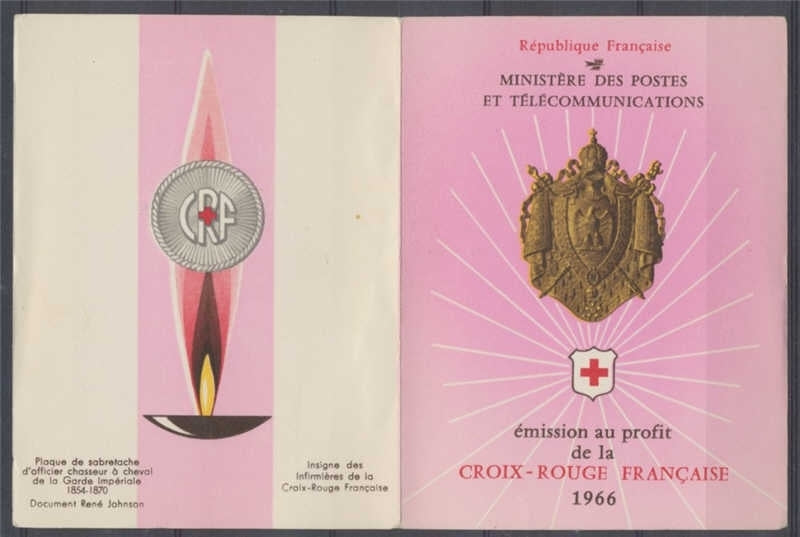 CRF
Plaque de sabretache
d'officier chasseur à cheval
de la Garde Impériale
1854-1870
Document René Johnson
Insigne des
Infirmières de la
Croix-Rouge Française
République Française
MINISTÈRE DES POSTES
ET TÉLÉCOMMUNICATIONS
émission au profit
de la
CROIX-ROUGE FRANÇAISE
1966